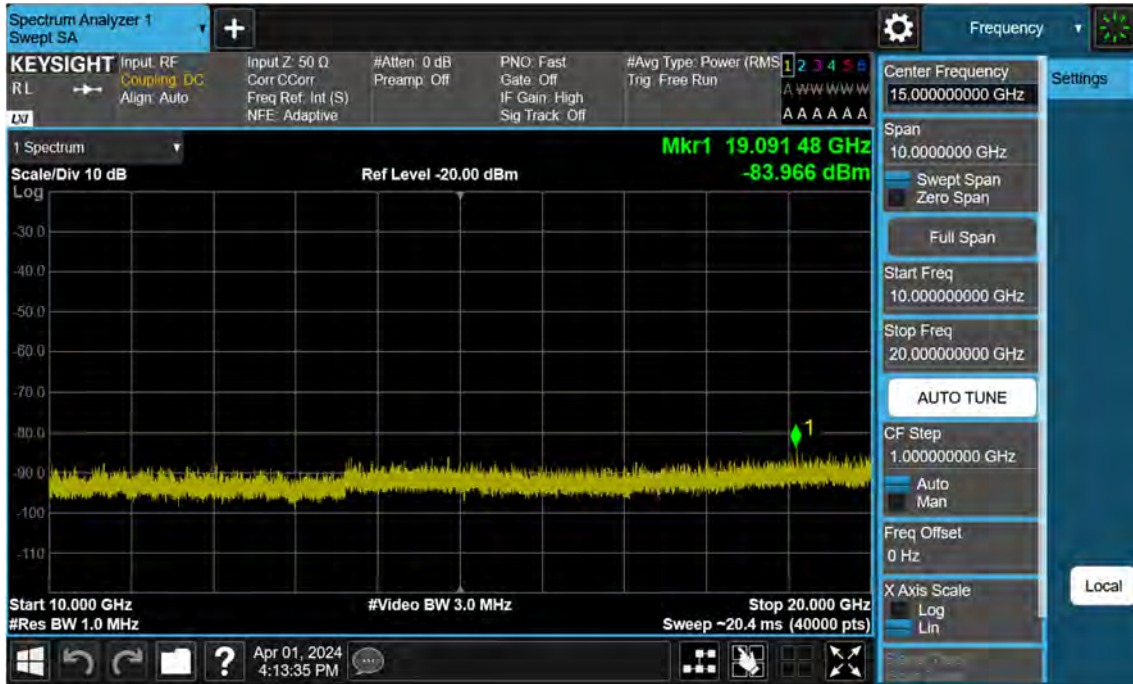 Spectrum Analyzer 1
Swept SA
+
Frequency
KEYSIGHT
RL
LXI
Input: RF
Coupling: DC
Align: Auto
Input Z: 50 Ω
Corr CCorr
Freq Ref: Int (S)
NFE: Adaptive
#Atten: 0 dB
Preamp: Off
PNO: Fast
Gate: Off
IF Gain: High
Sig Track: Off
#Avg Type: Power (RMS
Trig: Free Run
1 2 3 4 5 6
A W W W W W
A A A A A A
1 Spectrum
Scale/Div 10 dB
Ref Level -20.00 dBm
Mkr1 19.091 48 GHz
-83.966 dBm
Log
-30.0
-40.0
-50.0
-60.0
-70.0
-80.0
-90.0
-100
-110
1
Start 10.000 GHz
#Res BW 1.0 MHz
#Video BW 3.0 MHz
Stop 20.000 GHz
Sweep ~20.4 ms (40000 pts)
Center Frequency
15.000000000 GHz
Span
10.0000000 GHz
Swept Span
Zero Span
Full Span
Start Freq
10.000000000 GHz
Stop Freq
20.000000000 GHz
AUTO TUNE
CF Step
1.000000000 GHz
Auto
Man
Freq Offset
0 Hz
X Axis Scale
Log
Lin
Settings
Local
?
Apr 01, 2024
4:13:35 PM